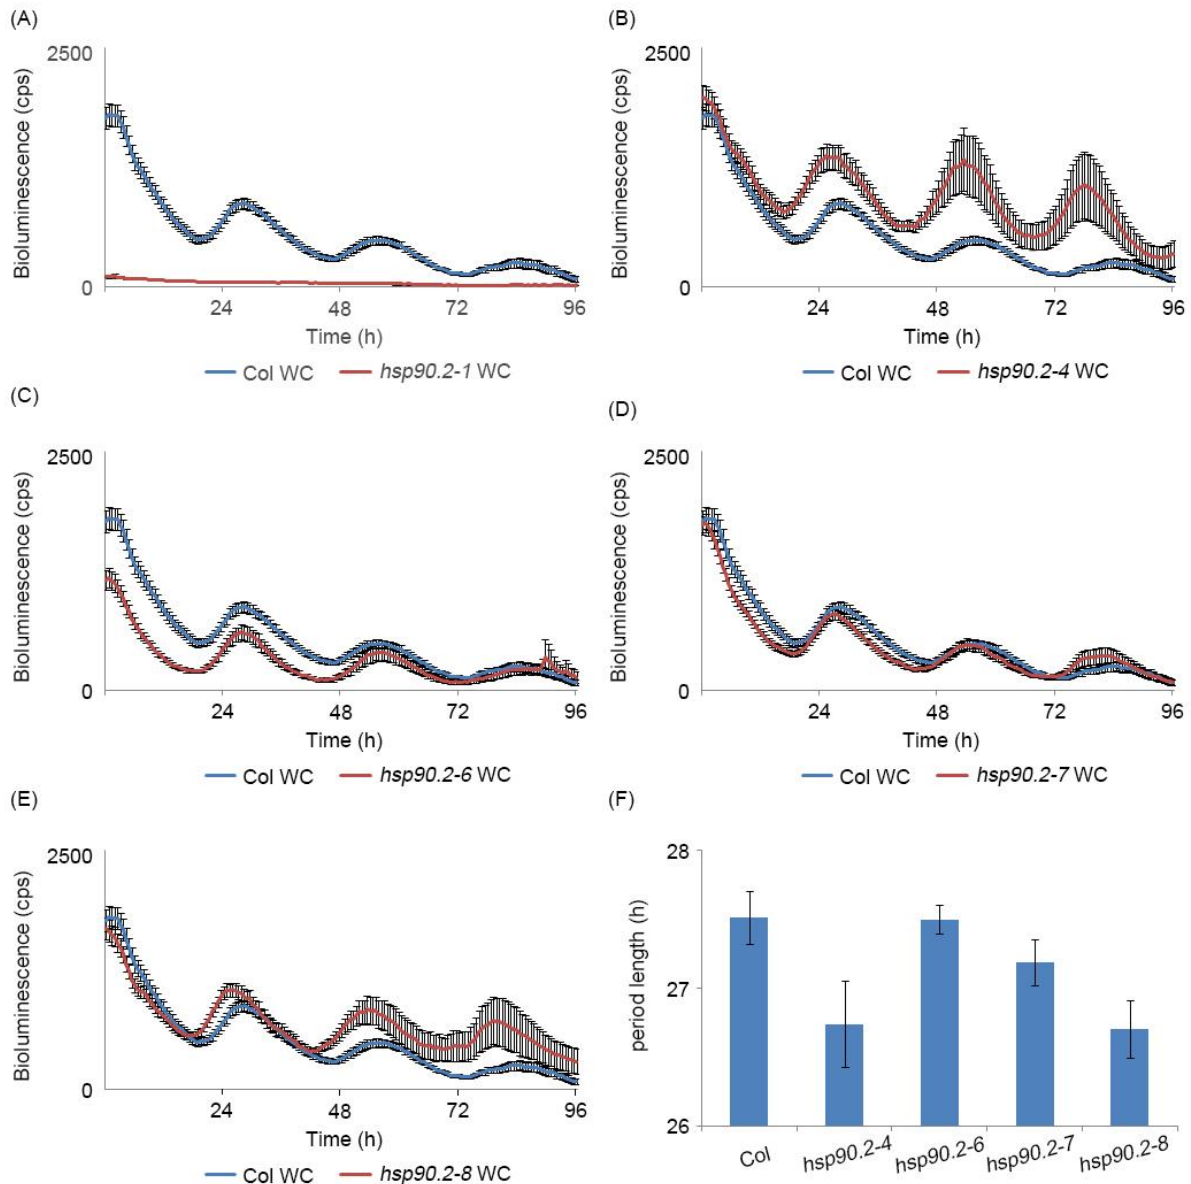 (A)
2500
Bioluminescence (cps)
0
24 48 72 96
Time (h)
Col WC hsp90.2-1 WC
(B)
2500
Bioluminescence (cps)
0
24 48 72 96
Time (h)
Col WC hsp90.2-4 WC
(C)
2500
Bioluminescence (cps)
0
24 48 72 96
Time (h)
Col WC hsp90.2-6 WC
(D)
2500
Bioluminescence (cps)
0
24 48 72 96
Time (h)
Col WC hsp90.2-7 WC
(E)
2500
Bioluminescence (cps)
0
24 48 72 96
Time (h)
Col WC hsp90.2-8 WC
(F)
28
period length (h)
27
26
Col hsp90.2-4 hsp90.2-6 hsp90.2-7 hsp90.2-8